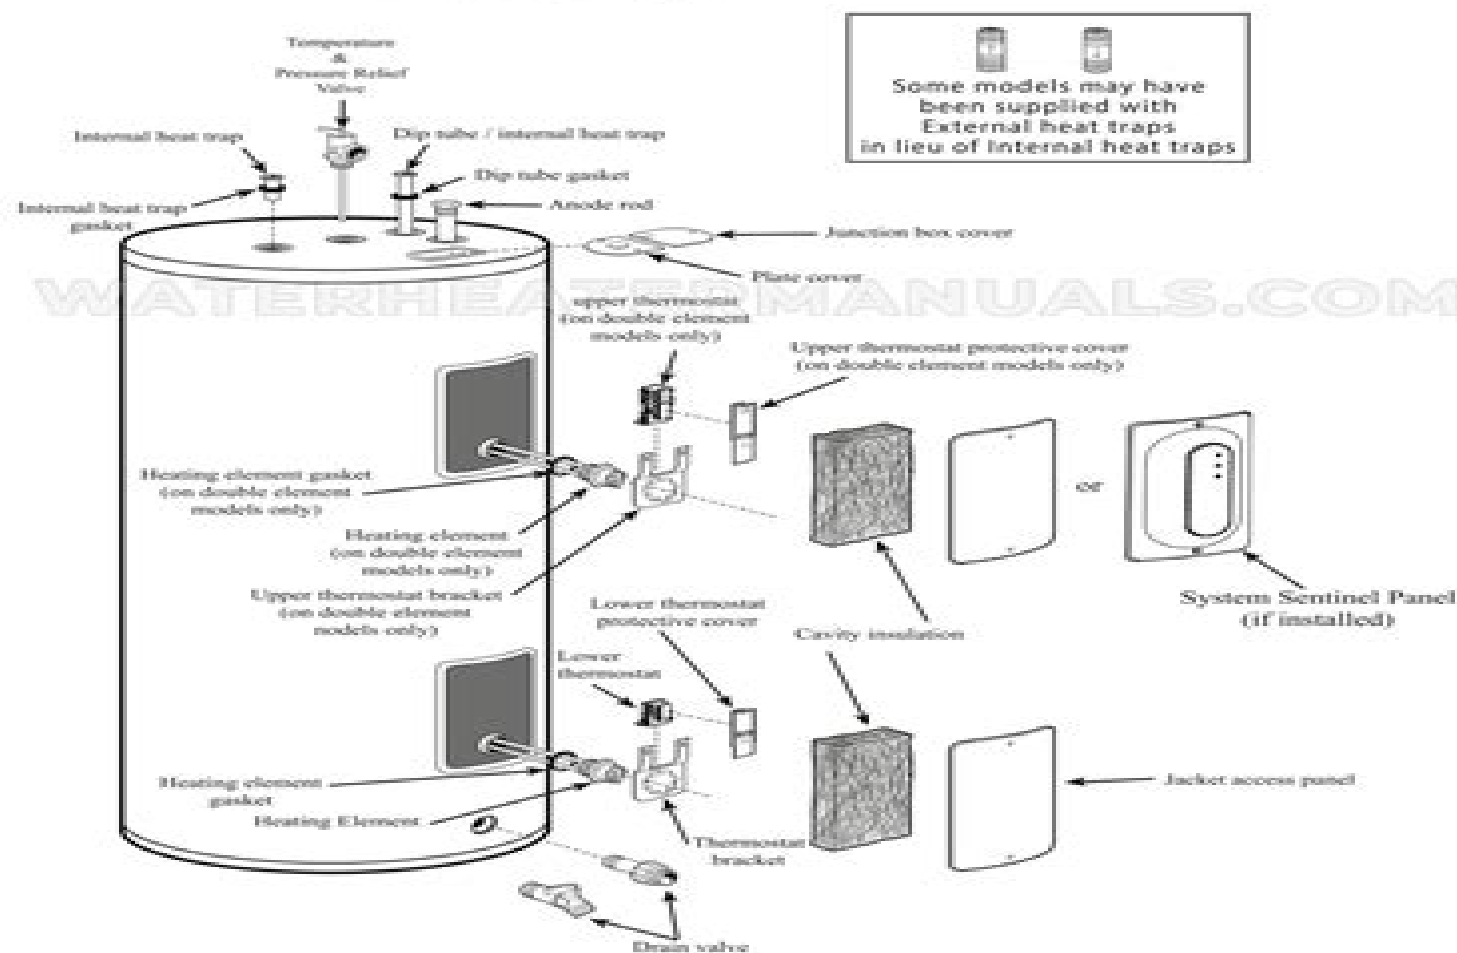 Temperature
&
Pressure Relief
Valve
Some models may have
been supplied with
External heat traps
in lieu of Internal heat traps
Internal heat trap
Dip tube / internal heat trap
Dip tube gasket
Internal heat trap
gasket
Anode rod
Junction box cover
Plate cover
WATERHEATERMANUALS.COM
upper thermostat
(on double element
models only)
Upper thermostat protective cover
(on double element models only)
Heating element gasket
(on double element
models only)
or
Heating element
(on double element
models only)
Upper thermostat bracket
(on double element
models only)
Lower thermostat
protective cover
System Sentinel Panel
(if installed)
Cavity insulation
Lower
thermostat
Heating element
gasket
Jacket access panel
Heating Element
Thermostat
bracket
Drain valve